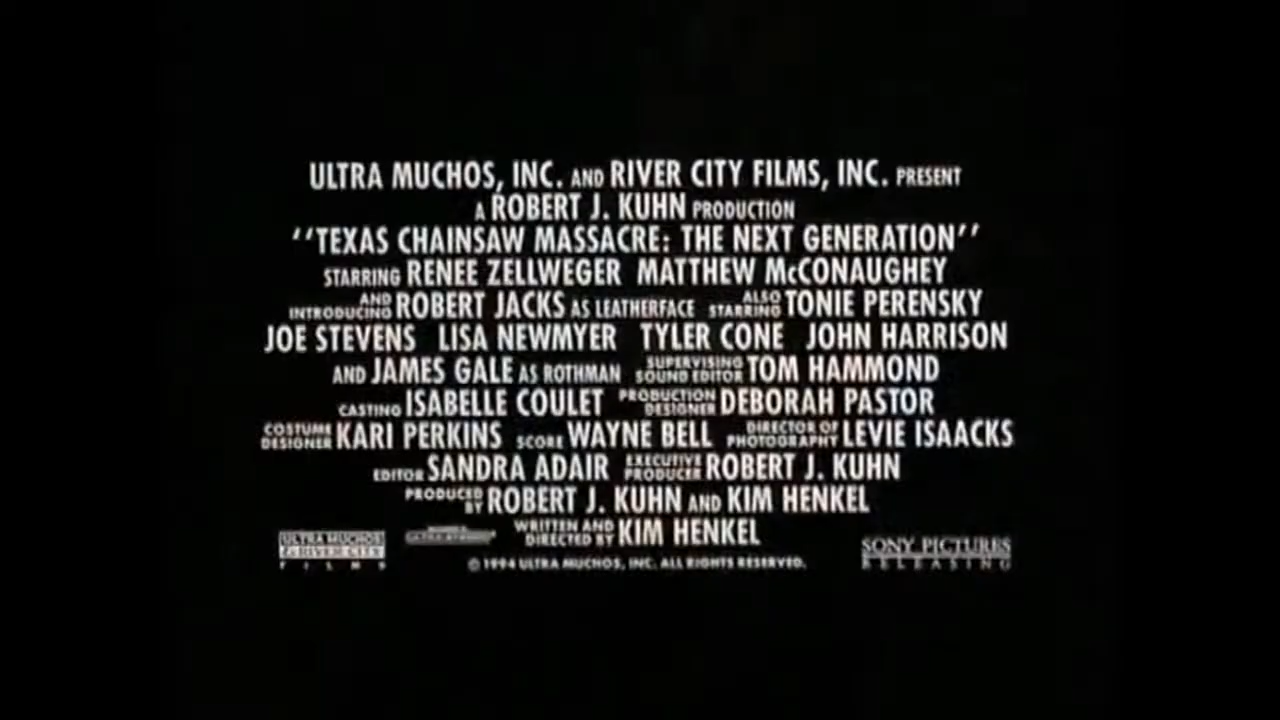 ULTRA MUCHOS, INC. AND RIVER CITY FILMS, INC. PRESENT
A ROBERT J. KUHN PRODUCTION
''TEXAS CHAINSAW MASSACRE: THE NEXT GENERATION''
STARRING RENEE ZELLWEGER MATTHEW McCONAUGHEY
AND INTRODUCING ROBERT JACKS AS LEATHERFACE ALSO STARRING TONIE PERENSKY
JOE STEVENS LISA NEWMYER TYLER CONE JOHN HARRISON
AND JAMES GALE AS ROTHMAN SUPERVISING SOUND EDITOR TOM HAMMOND
CASTING ISABELLE COULET PRODUCTION DESIGNER DEBORAH PASTOR
COSTUME DESIGNER KARI PERKINS SCORE WAYNE BELL DIRECTOR OF PHOTOGRAPHY LEVIE ISAACKS
EDITOR SANDRA ADAIR EXECUTIVE PRODUCER ROBERT J. KUHN
PRODUCED BY ROBERT J. KUHN AND KIM HENKEL
WRITTEN AND DIRECTED BY KIM HENKEL
ULTRA MUCHOS
& RIVER CITY
FILMS
SONY PICTURES
RELEASING
© 1994 ULTRA MUCHOS, INC. ALL RIGHTS RESERVED.